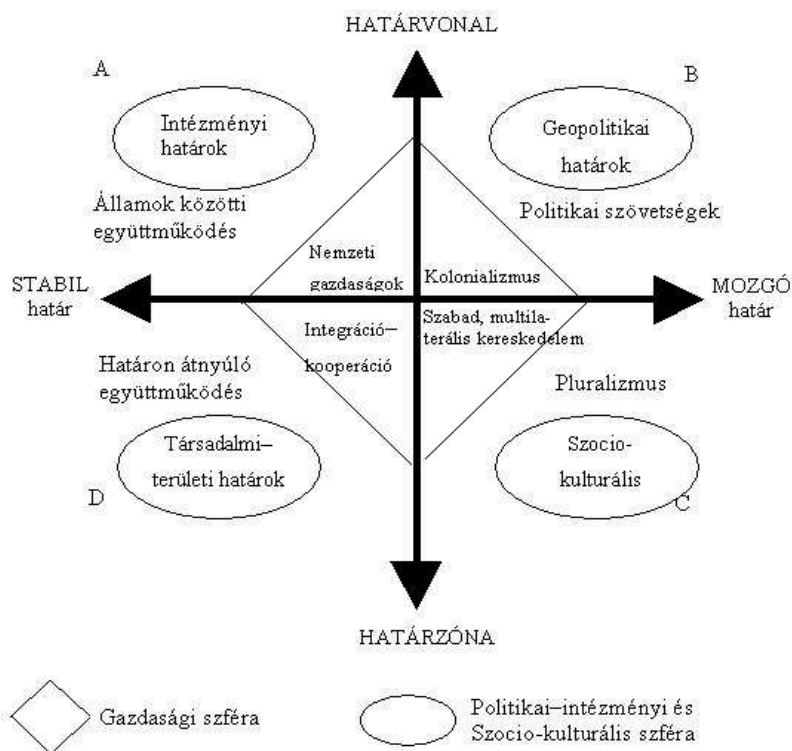 HATÁRVONAL
A
B
Intézményi
határok
Geopolitikai
határok
Államok közötti
együttműködés
Politikai szövetségek
Nemzeti
gazdaságok
Kolonializmus
STABIL
határ
MOZGÓ
határ
Integráció–
kooperáció
Szabad, multila-
terális kereskedelem
Határon átnyúló
együttműködés
Pluralizmus
Társadalmi–
területi határok
Szocio-
kulturális
D
C
HATÁRZÓNA
Gazdasági szféra
Politikai–intézményi és
Szocio-kulturális szféra